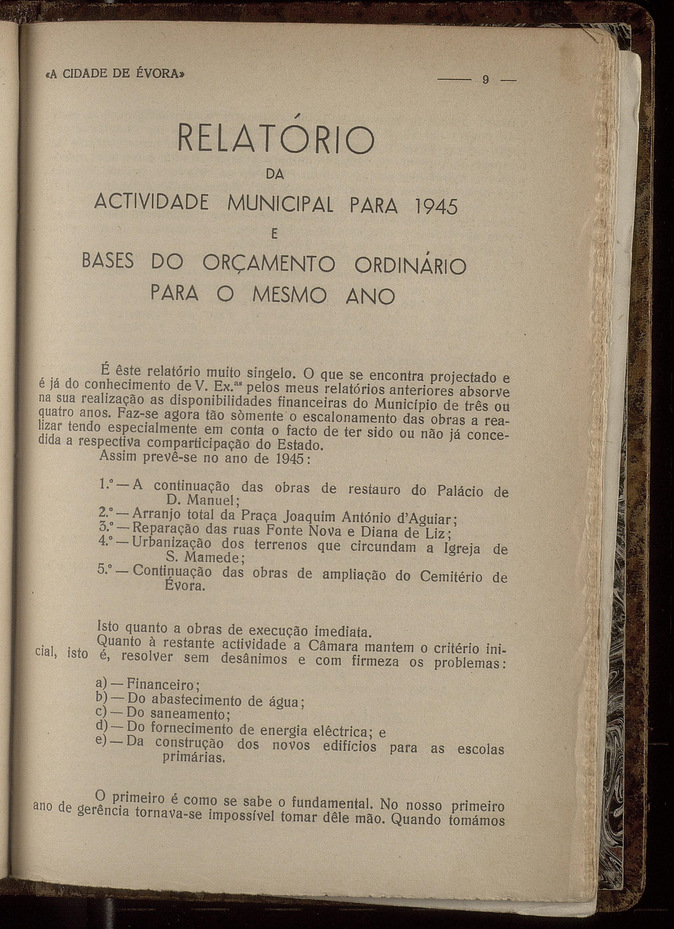 «A CIDADE DE ÉVORA»
— 9 —
RELATÓRIO
DA
ACTIVIDADE MUNICIPAL PARA 1945
E
BASES DO ORÇAMENTO ORDINÁRIO
PARA O MESMO ANO
É êste relatório muito singelo. O que se encontra projectado e
é já do conhecimento de V. Ex.as pelos meus relatórios anteriores absorve
na sua realização as disponibilidades financeiras do Município de três ou
quatro anos. Faz-se agora tão sòmente o escalonamento das obras a rea-
lizar tendo especialmente em conta o facto de ter sido ou não já conce-
dida a respectiva comparticipação do Estado.
Assim prevê-se no ano de 1945:
1.º — A continuação das obras de restauro do Palácio de
D. Manuel;
2.º — Arranjo total da Praça Joaquim António d'Aguiar;
3.º — Reparação das ruas Fonte Nova e Diana de Liz;
4.º — Urbanização dos terrenos que circundam a Igreja de
S. Mamede;
5.º — Continuação das obras de ampliação do Cemitério de
Évora.
Isto quanto a obras de execução imediata.
Quanto à restante actividade a Câmara mantem o critério ini-
cial, isto é, resolver sem desânimos e com firmeza os problemas:
a) — Financeiro;
b) — Do abastecimento de água;
c) — Do saneamento;
d) — Do fornecimento de energia eléctrica; e
e) — Da construção dos novos edifícios para as escolas
primárias.
O primeiro é como se sabe o fundamental. No nosso primeiro
ano de gerência tornava-se impossível tomar dêle mão. Quando tomámos